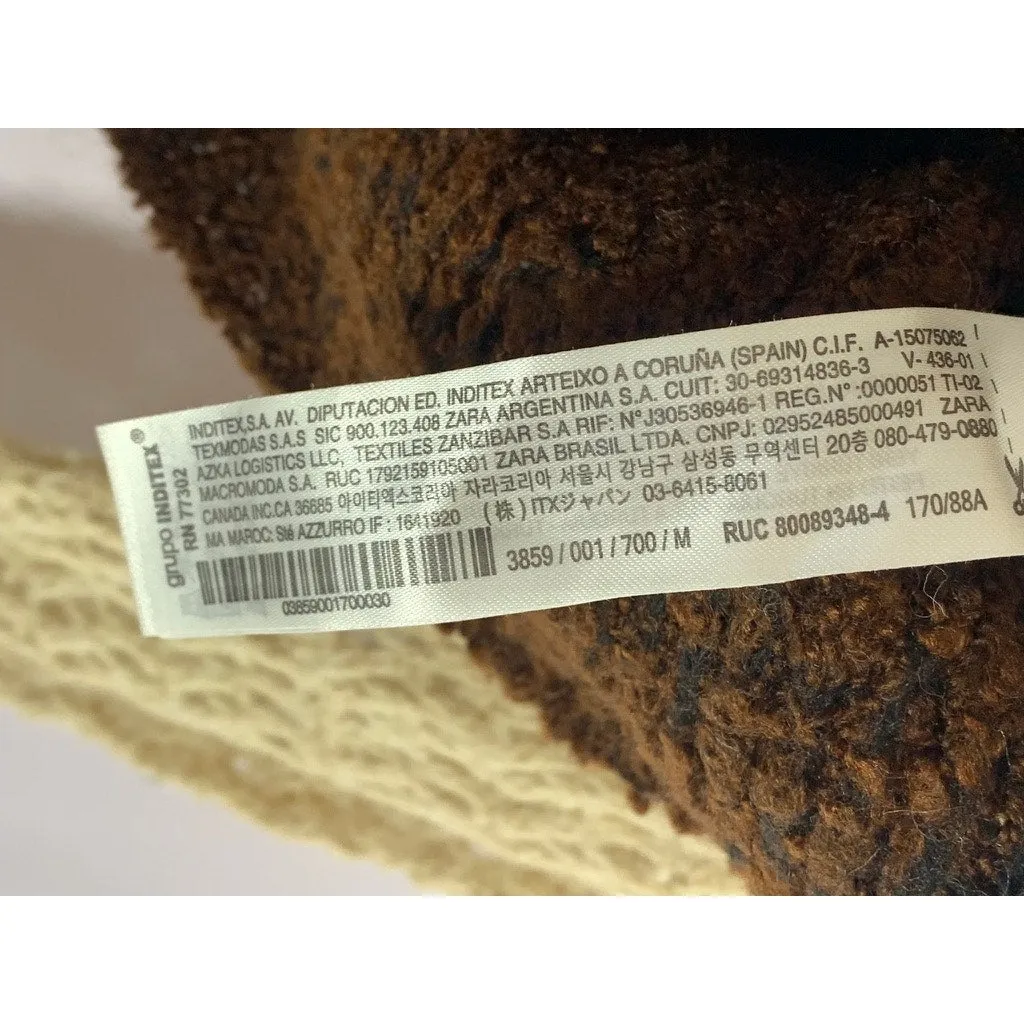 grupo INDITEX®
RN 77302
INDITEX,S.A. AV. DIPUTACION ED. INDITEX ARTEIXO A CORUÑA (SPAIN) C.I.F. A-15075062
TEXMODAS S.A.S SIC 900.123.408 ZARA ARGENTINA S.A. CUIT: 30-69314836-3 V- 436-01
AZKA LOGISTICS LLC, TEXTILES ZANZIBAR S.A RIF: N°J30536946-1 REG.N°:0000051 TI-02
MACROMODA S.A. RUC 1792159105001 ZARA BRASIL LTDA. CNPJ: 02952485000491 ZARA
CANADA INC.CA 36685 아이티엑스코리아 자라코리아 서울시 강남구 삼성동 무역센터 20층 080-479-0880
MA MAROC: Sté AZZURRO IF : 1641920 (株) ITXジャパン 03-6415-8061
3859 / 001 / 700 / M RUC 80089348-4 170/88A
03859001700030